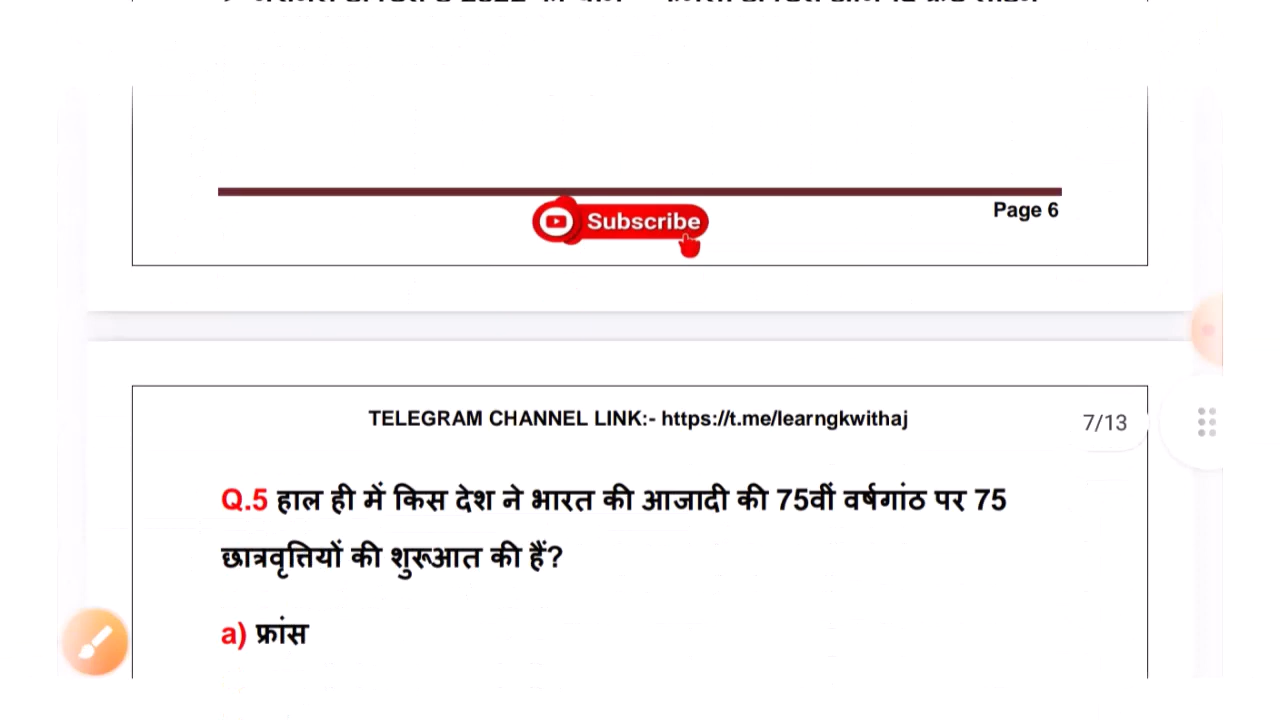 Subscribe
Page 6
TELEGRAM CHANNEL LINK:- https://t.me/learngkwithaj
7/13
Q.5 हाल ही में किस देश ने भारत की आजादी की 75वीं वर्षगांठ पर 75
छात्रवृत्तियों की शुरूआत की हैं?
a) फ्रांस